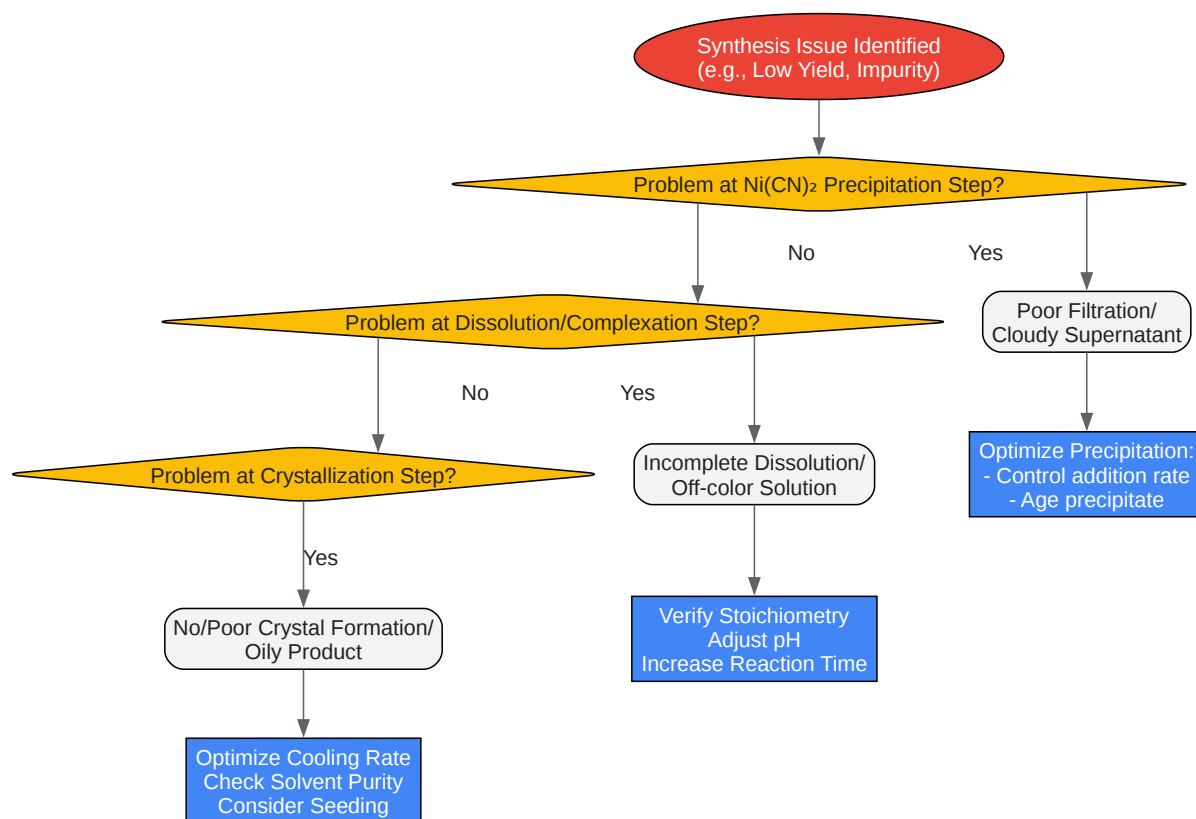 Synthesis Issue Identified
(e.g., Low Yield, Impurity)
Problem at Ni(CN)₂ Precipitation Step?
No
Yes
Poor Filtration/
Cloudy Supernatant
Problem at Dissolution/Complexation Step?
No
Yes
Optimize Precipitation:
- Control addition rate
- Age precipitate
Problem at Crystallization Step?
Incomplete Dissolution/
Off-color Solution
Yes
Verify Stoichiometry
Adjust pH
Increase Reaction Time
No/Poor Crystal Formation/
Oily Product
Optimize Cooling Rate
Check Solvent Purity
Consider Seeding